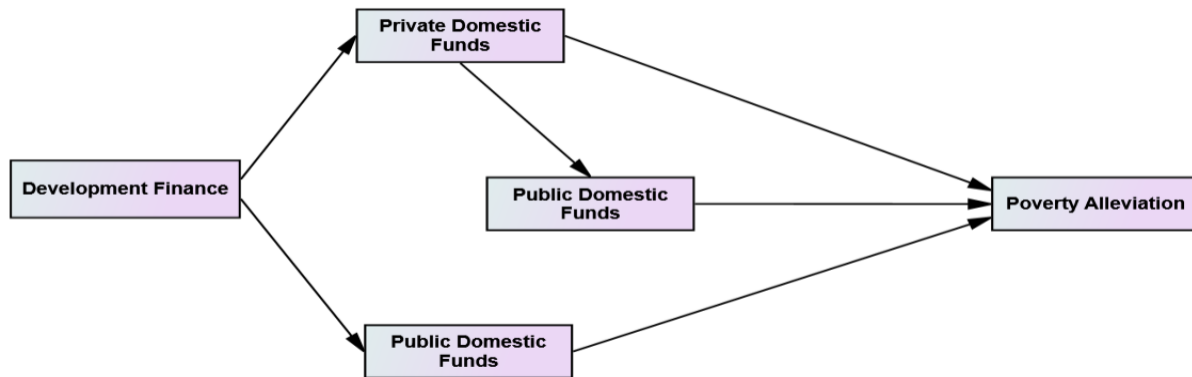 Private Domestic
Funds
Development Finance
Public Domestic
Funds
Poverty Alleviation
Public Domestic
Funds